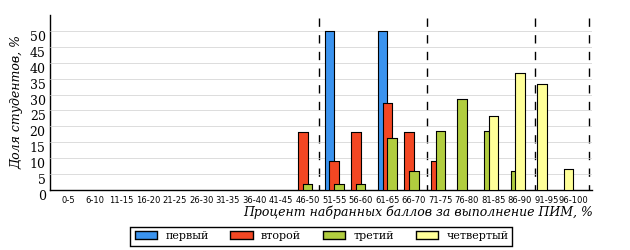 Доля студентов, %
50
45
40
35
30
25
20
15
10
5
0
0-5 6-10 11-15 16-20 21-25 26-30 31-35 36-40 41-45 46-50 51-55 56-60 61-65 66-70 71-75 76-80 81-85 86-90 91-95 96-100
Процент набранных баллов за выполнение ПИМ, %
первый второй третий четвертый